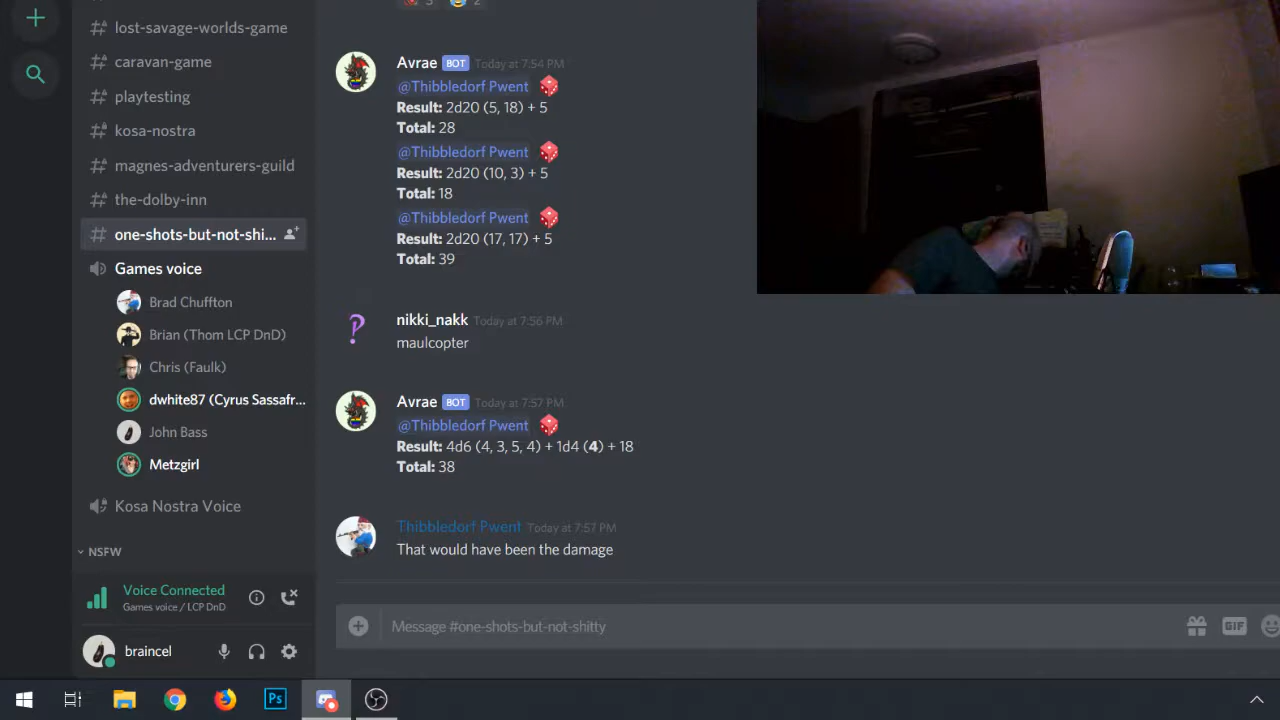 lost-savage-worlds-game
caravan-game
playtesting
kosa-nostra
magnes-adventurers-guild
the-dolby-inn
one-shots-but-not-shi...
Games voice
Brad Chuffton
Brian (Thom LCP DnD)
Chris (Faulk)
dwhite87 (Cyrus Sassafr...
John Bass
Metzgirl
Kosa Nostra Voice
NSFW
Voice Connected
Games voice / LCP DnD
braincel
3 2
Avrae BOT Today at 7:54 PM
@Thibbledorf Pwent
Result: 2d20 (5, 18) + 5
Total: 28
@Thibbledorf Pwent
Result: 2d20 (10, 3) + 5
Total: 18
@Thibbledorf Pwent
Result: 2d20 (17, 17) + 5
Total: 39
nikki_nakk Today at 7:56 PM
maulcopter
Avrae BOT Today at 7:57 PM
@Thibbledorf Pwent
Result: 4d6 (4, 3, 5, 4) + 1d4 (4) + 18
Total: 38
Thibbledorf Pwent Today at 7:57 PM
That would have been the damage
Message #one-shots-but-not-shitty
GIF
Ps